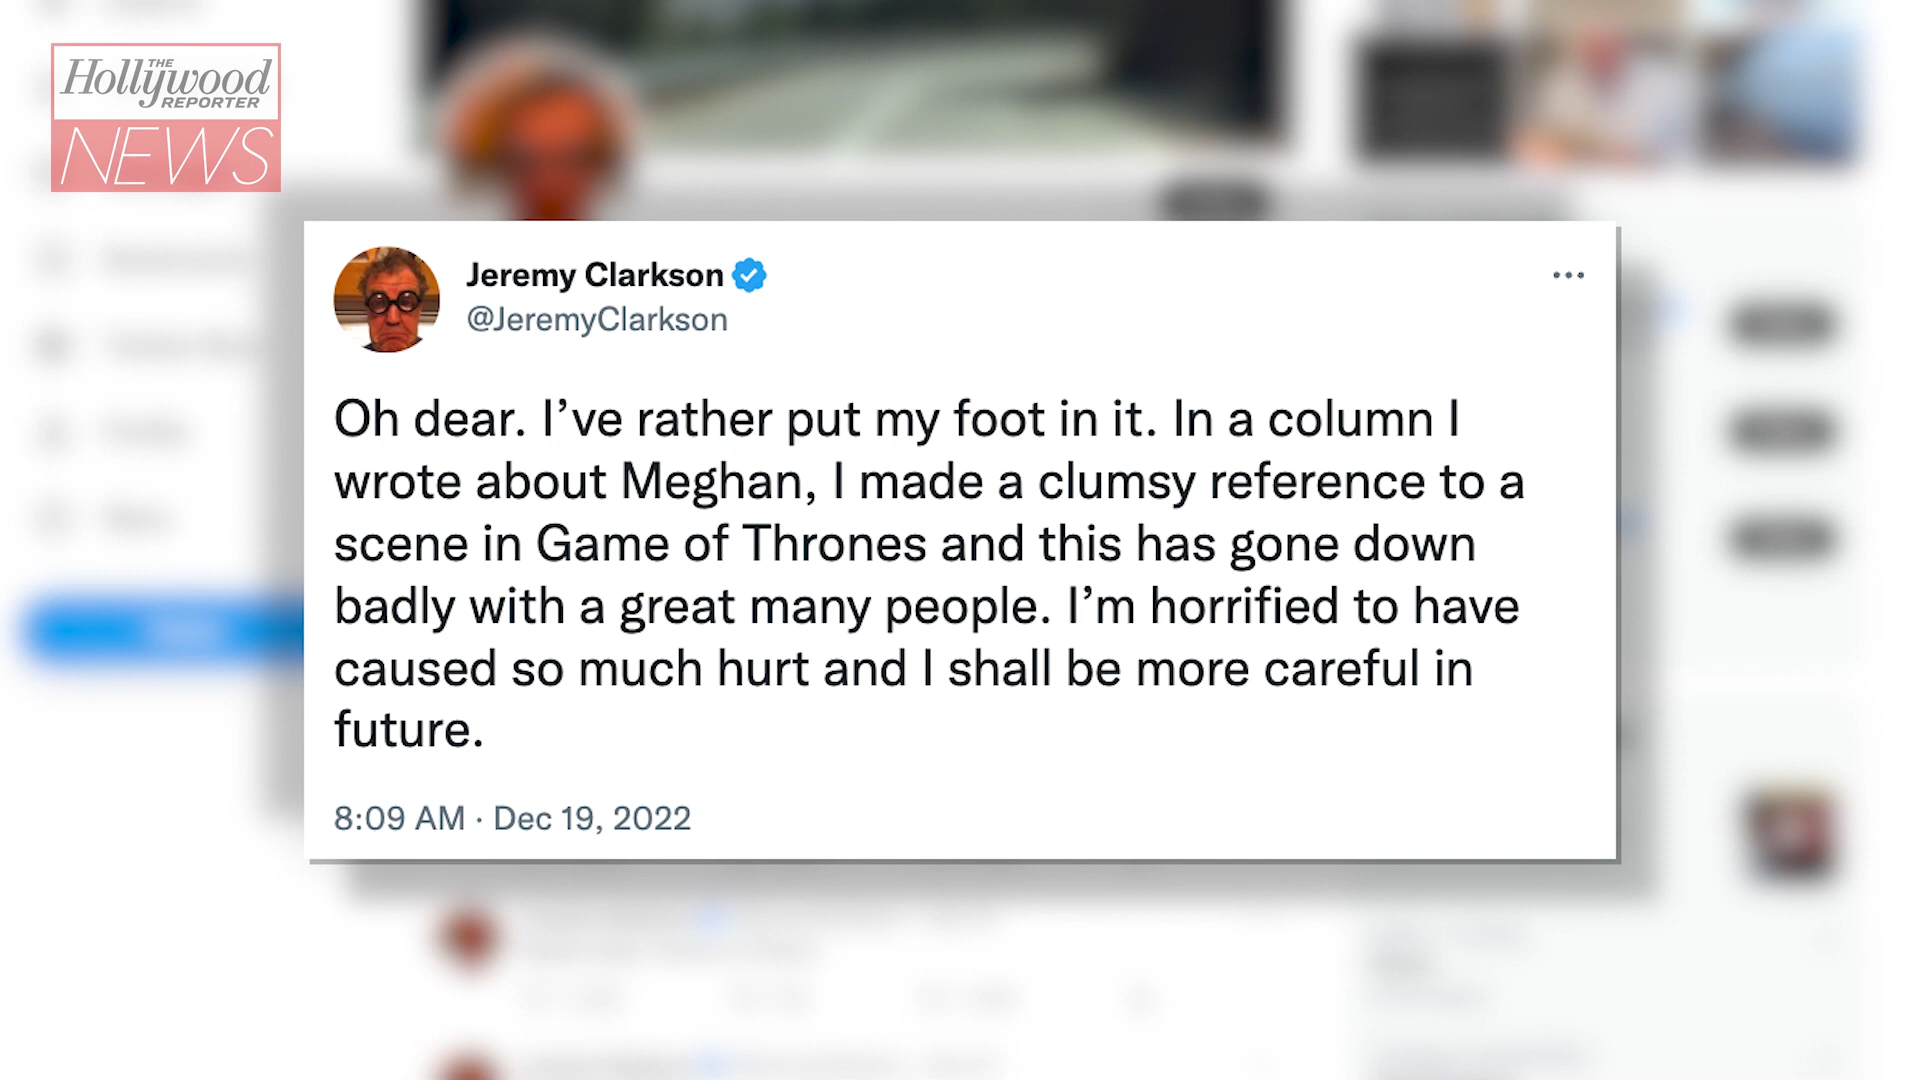 THE
Hollywood
REPORTER
NEWS
Jeremy Clarkson
@JeremyClarkson
Oh dear. I’ve rather put my foot in it. In a column I
wrote about Meghan, I made a clumsy reference to a
scene in Game of Thrones and this has gone down
badly with a great many people. I’m horrified to have
caused so much hurt and I shall be more careful in
future.
8:09 AM · Dec 19, 2022